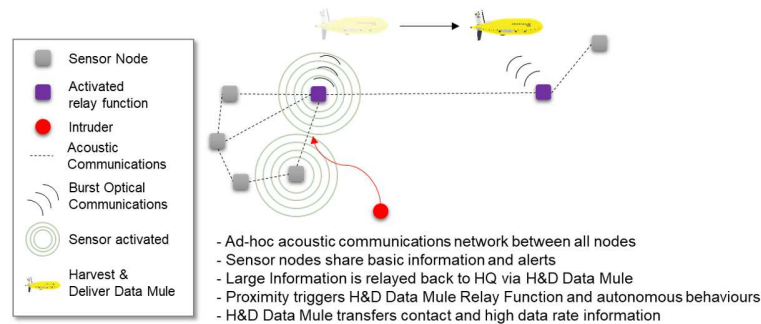 Sensor Node
Activated
relay function
Intruder
Acoustic
Communications
Burst Optical
Communications
Sensor activated
Harvest &
Deliver Data Mule
- Ad-hoc acoustic communications network between all nodes
- Sensor nodes share basic information and alerts
- Large Information is relayed back to HQ via H&D Data Mule
- Proximity triggers H&D Data Mule Relay Function and autonomous behaviours
- H&D Data Mule transfers contact and high data rate information